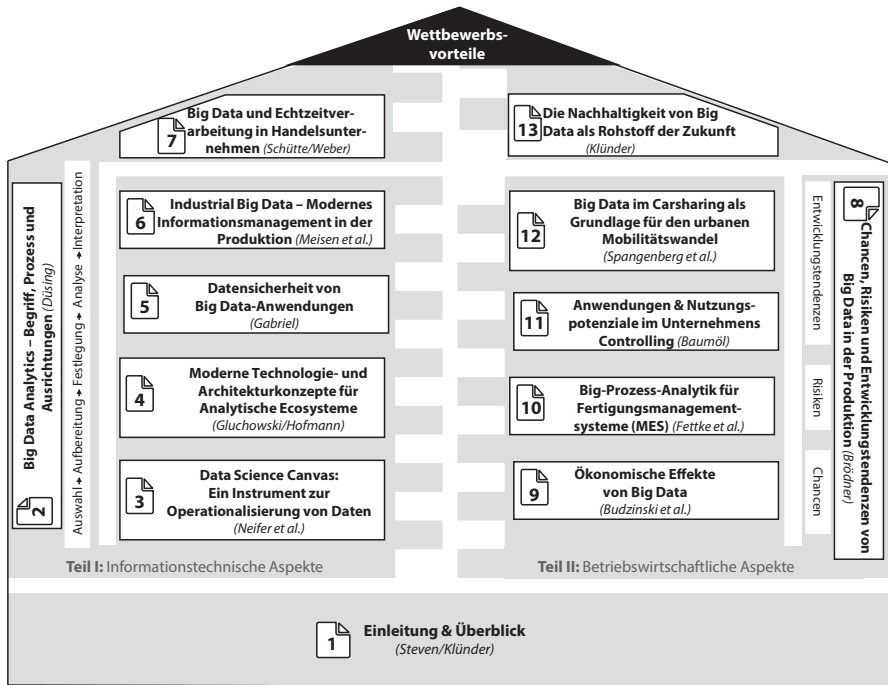 Wettbewerbs-
vorteile
7
Big Data und Echtzeitver-
arbeitung in Handelsunter-
nehmen (Schütte/Weber)
13
Die Nachhaltigkeit von Big
Data als Rohstoff der Zukunft
(Klünder)
2
Big Data Analytics – Begriff, Prozess und
Ausrichtungen (Düsing)
Auswahl → Aufbereitung → Festlegung → Analyse → Interpretation
6
Industrial Big Data – Modernes
Informationsmanagement in der
Produktion (Meisen et al.)
5
Datensicherheit von
Big Data-Anwendungen
(Gabriel)
4
Moderne Technologie- und
Architekturkonzepte für
Analytische Ecosysteme
(Gluchowski/Hofmann)
3
Data Science Canvas:
Ein Instrument zur
Operationalisierung von Daten
(Neifer et al.)
Teil I: Informationstechnische Aspekte
12
Big Data im Carsharing als
Grundlage für den urbanen
Mobilitätswandel
(Spangenberg et al.)
11
Anwendungen & Nutzungs-
potenziale im Unternehmens
Controlling (Baumöl)
10
Big-Prozess-Analytik für
Fertigungsmanagement-
systeme (MES) (Fettke et al.)
9
Ökonomische Effekte
von Big Data
(Budzinski et al.)
Teil II: Betriebswirtschaftliche Aspekte
Entwicklungstendenzen
Risiken
Chancen
8
Chancen, Risiken und Entwicklungstendenzen von
Big Data in der Produktion (Brödner)
1
Einleitung & Überblick
(Steven/Klünder)